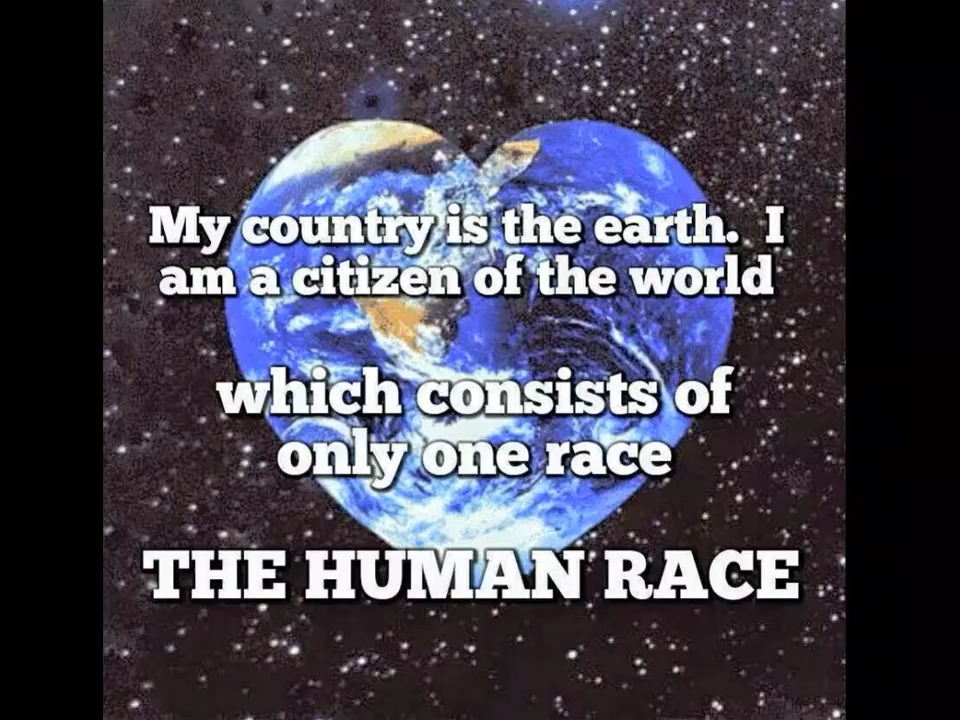 My country is the earth. I
am a citizen of the world
which consists of
only one race
THE HUMAN RACE